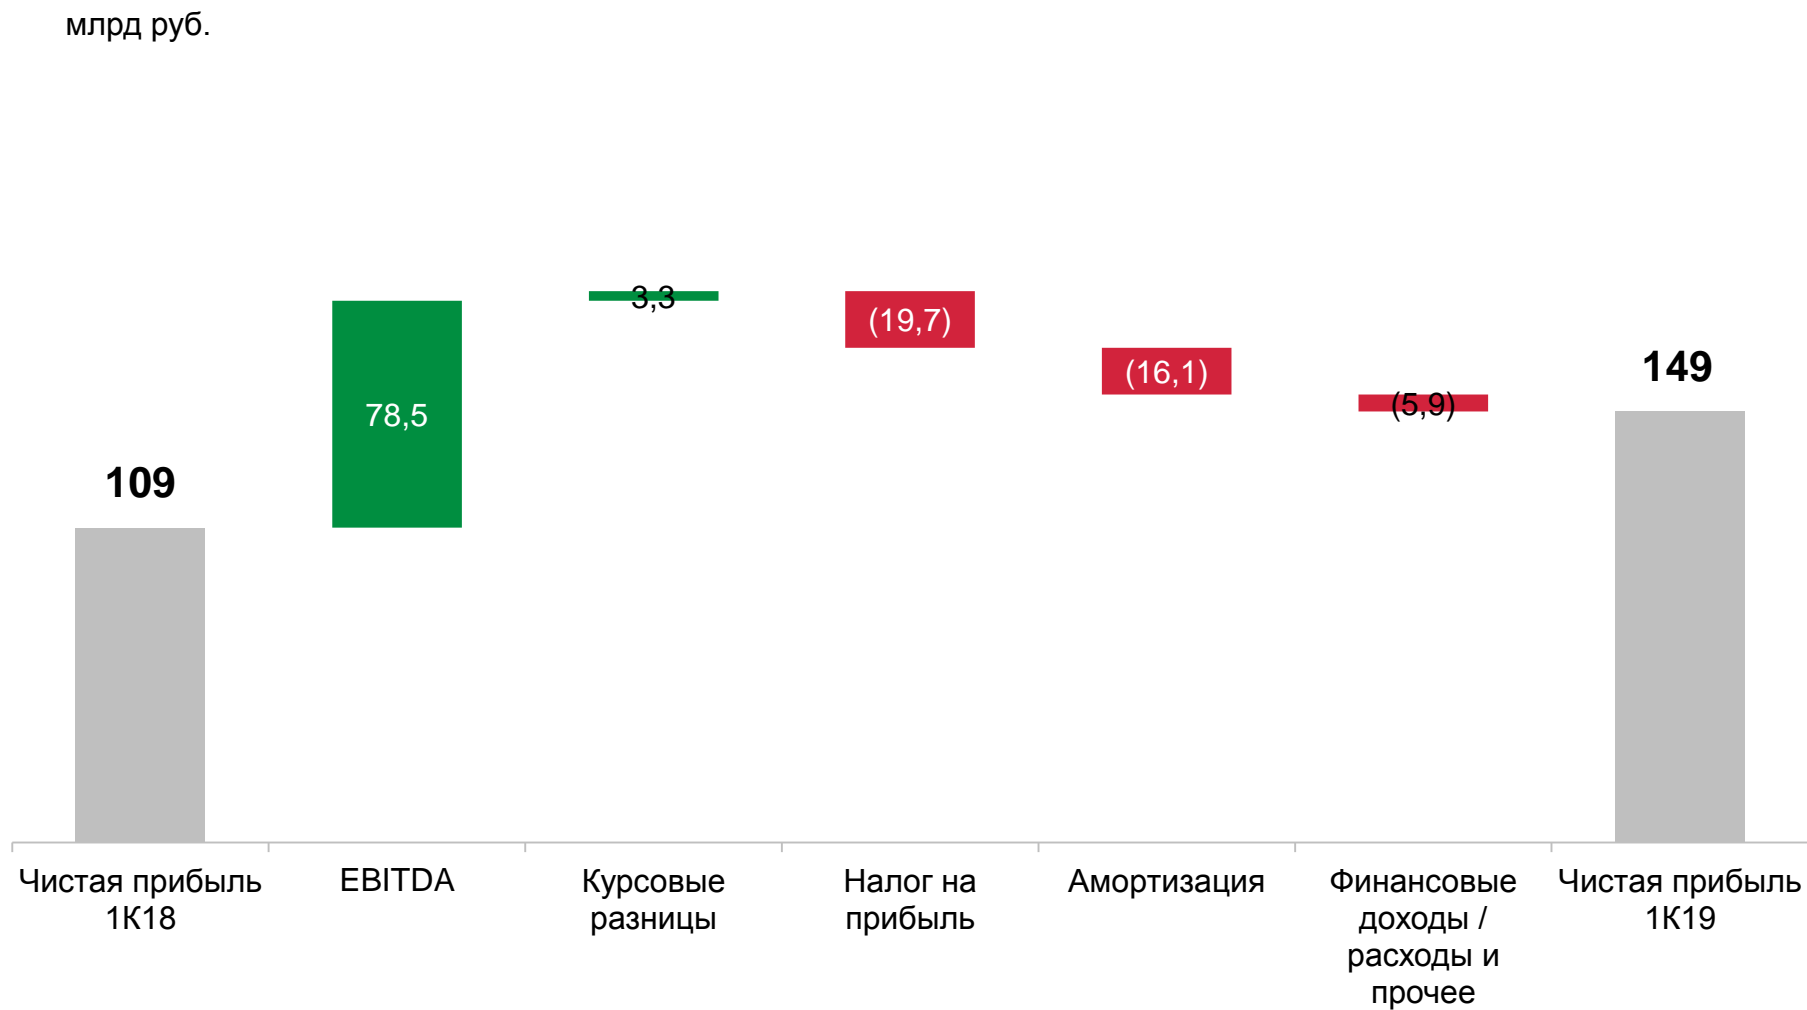 млрд руб.
3,3
(19,7)
(16,1)
149
(5,9)
78,5
109
Чистая прибыль
1К18
EBITDA
Курсовые
разницы
Налог на
прибыль
Амортизация
Финансовые
доходы /
расходы и
прочее
Чистая прибыль
1К19